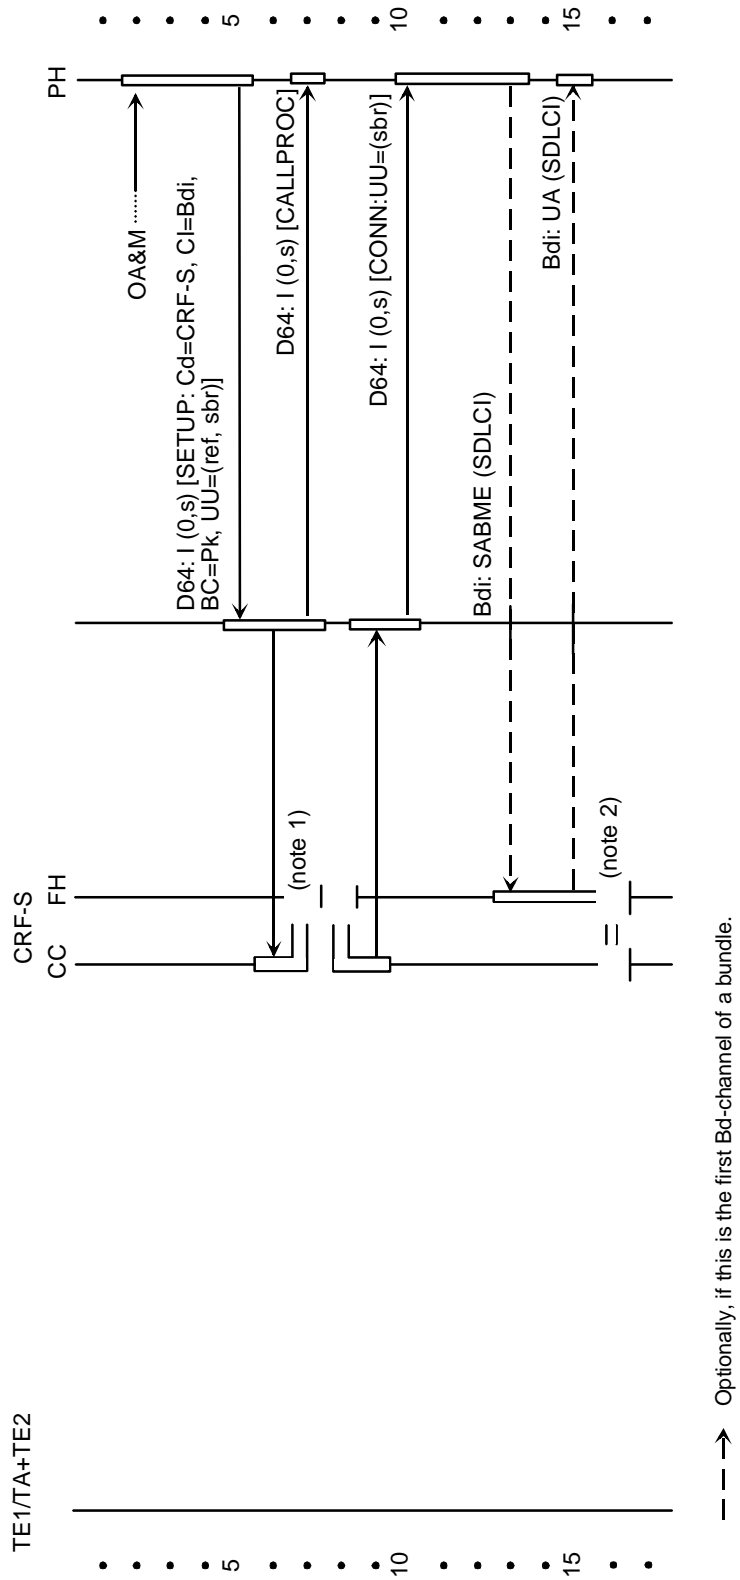 TE1/TA+TE2
CRF-S
CC
FH
PH
5
5
OA&M
D64: I (0,s) [SETUP: Cd=CRF-S, CI=Bdi,
BC=Pk, UU=(ref, sbr)]
(note 1)
D64: I (0,s) [CALLPROC]
10
10
D64: I (0,s) [CONN:UU=(sbr)]
Bdi: SABME (SDLCI)
15
15
Bdi: UA (SDLCI)
(note 2)
Optionally, if this is the first Bd-channel of a bundle.